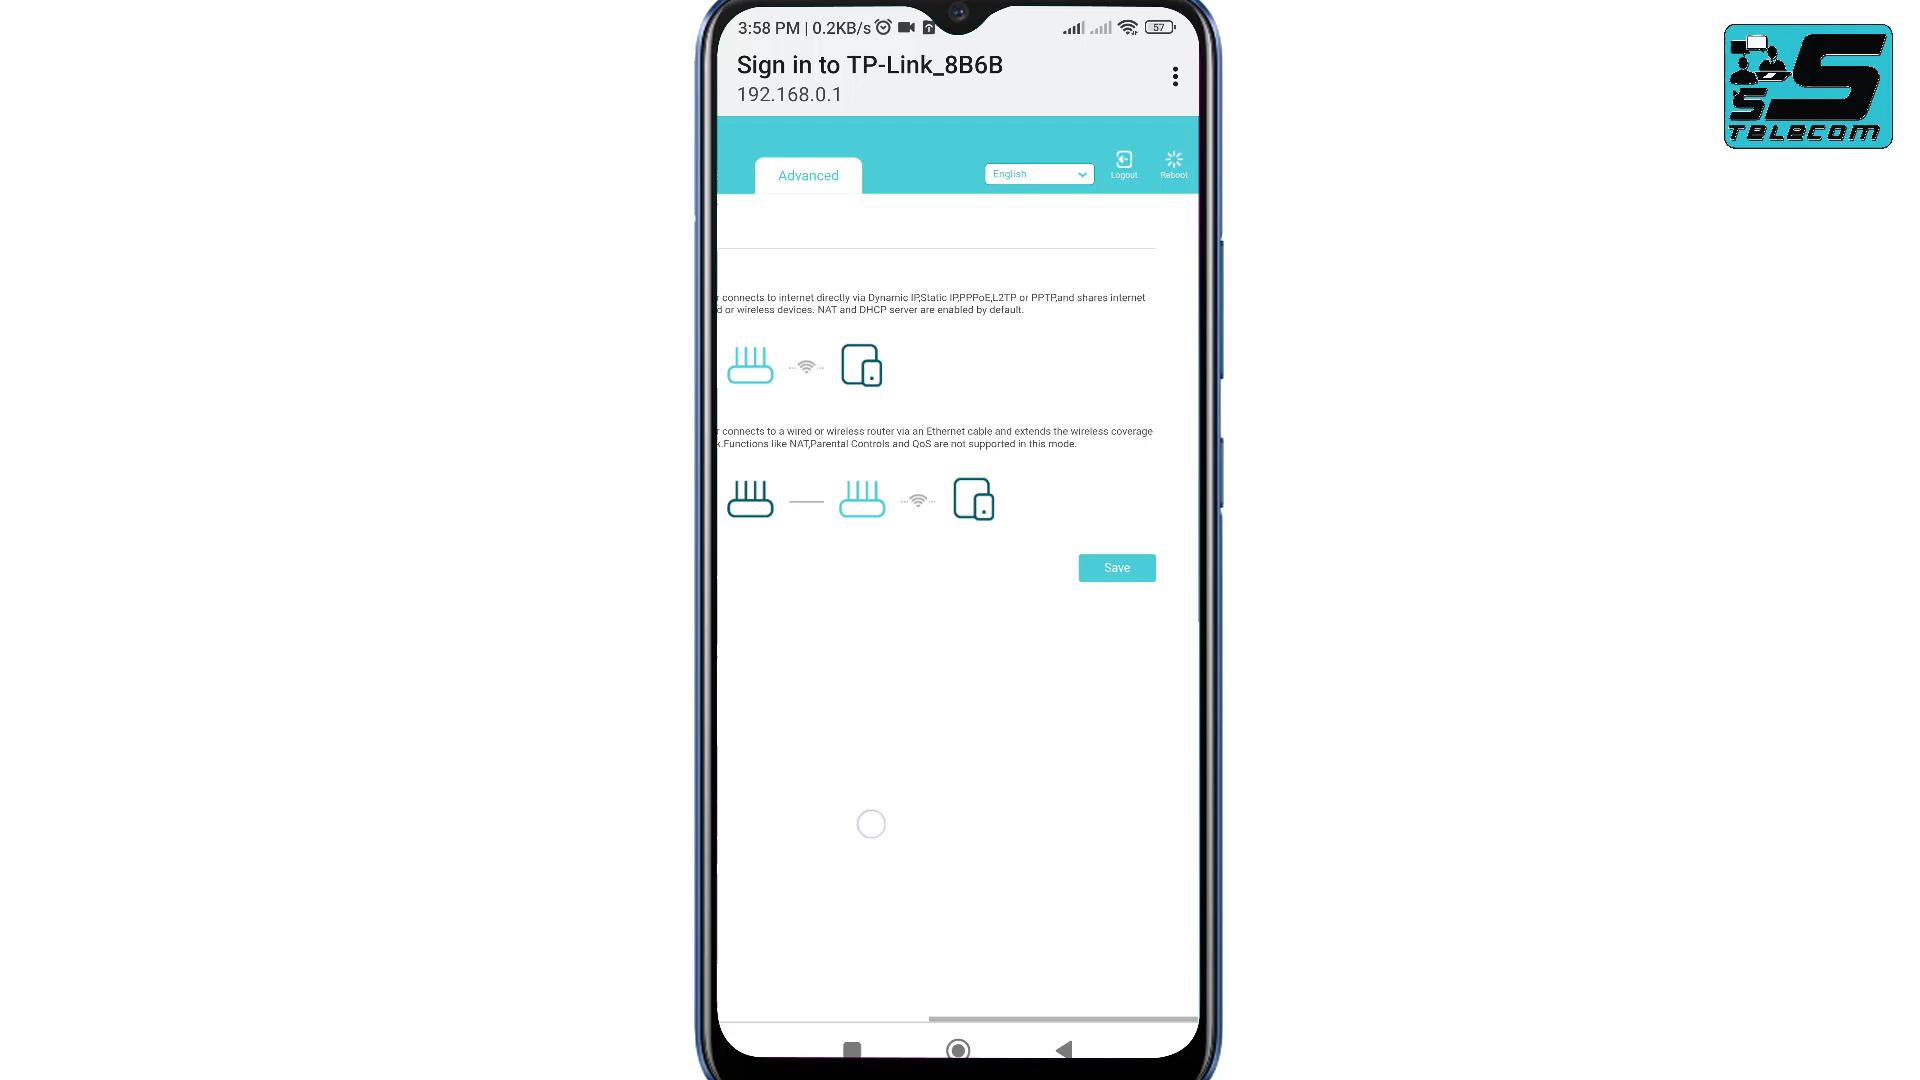 3:58 PM | 0.2KB/s
57
Sign in to TP-Link_8B6B
192.168.0.1
Advanced
English
Logout
Reboot
r connects to internet directly via Dynamic IP,Static IP,PPPoE,L2TP or PPTP,and shares internet
d or wireless devices. NAT and DHCP server are enabled by default.
r connects to a wired or wireless router via an Ethernet cable and extends the wireless coverage
k.Functions like NAT,Parental Controls and QoS are not supported in this mode.
Save
SS
TELECOM